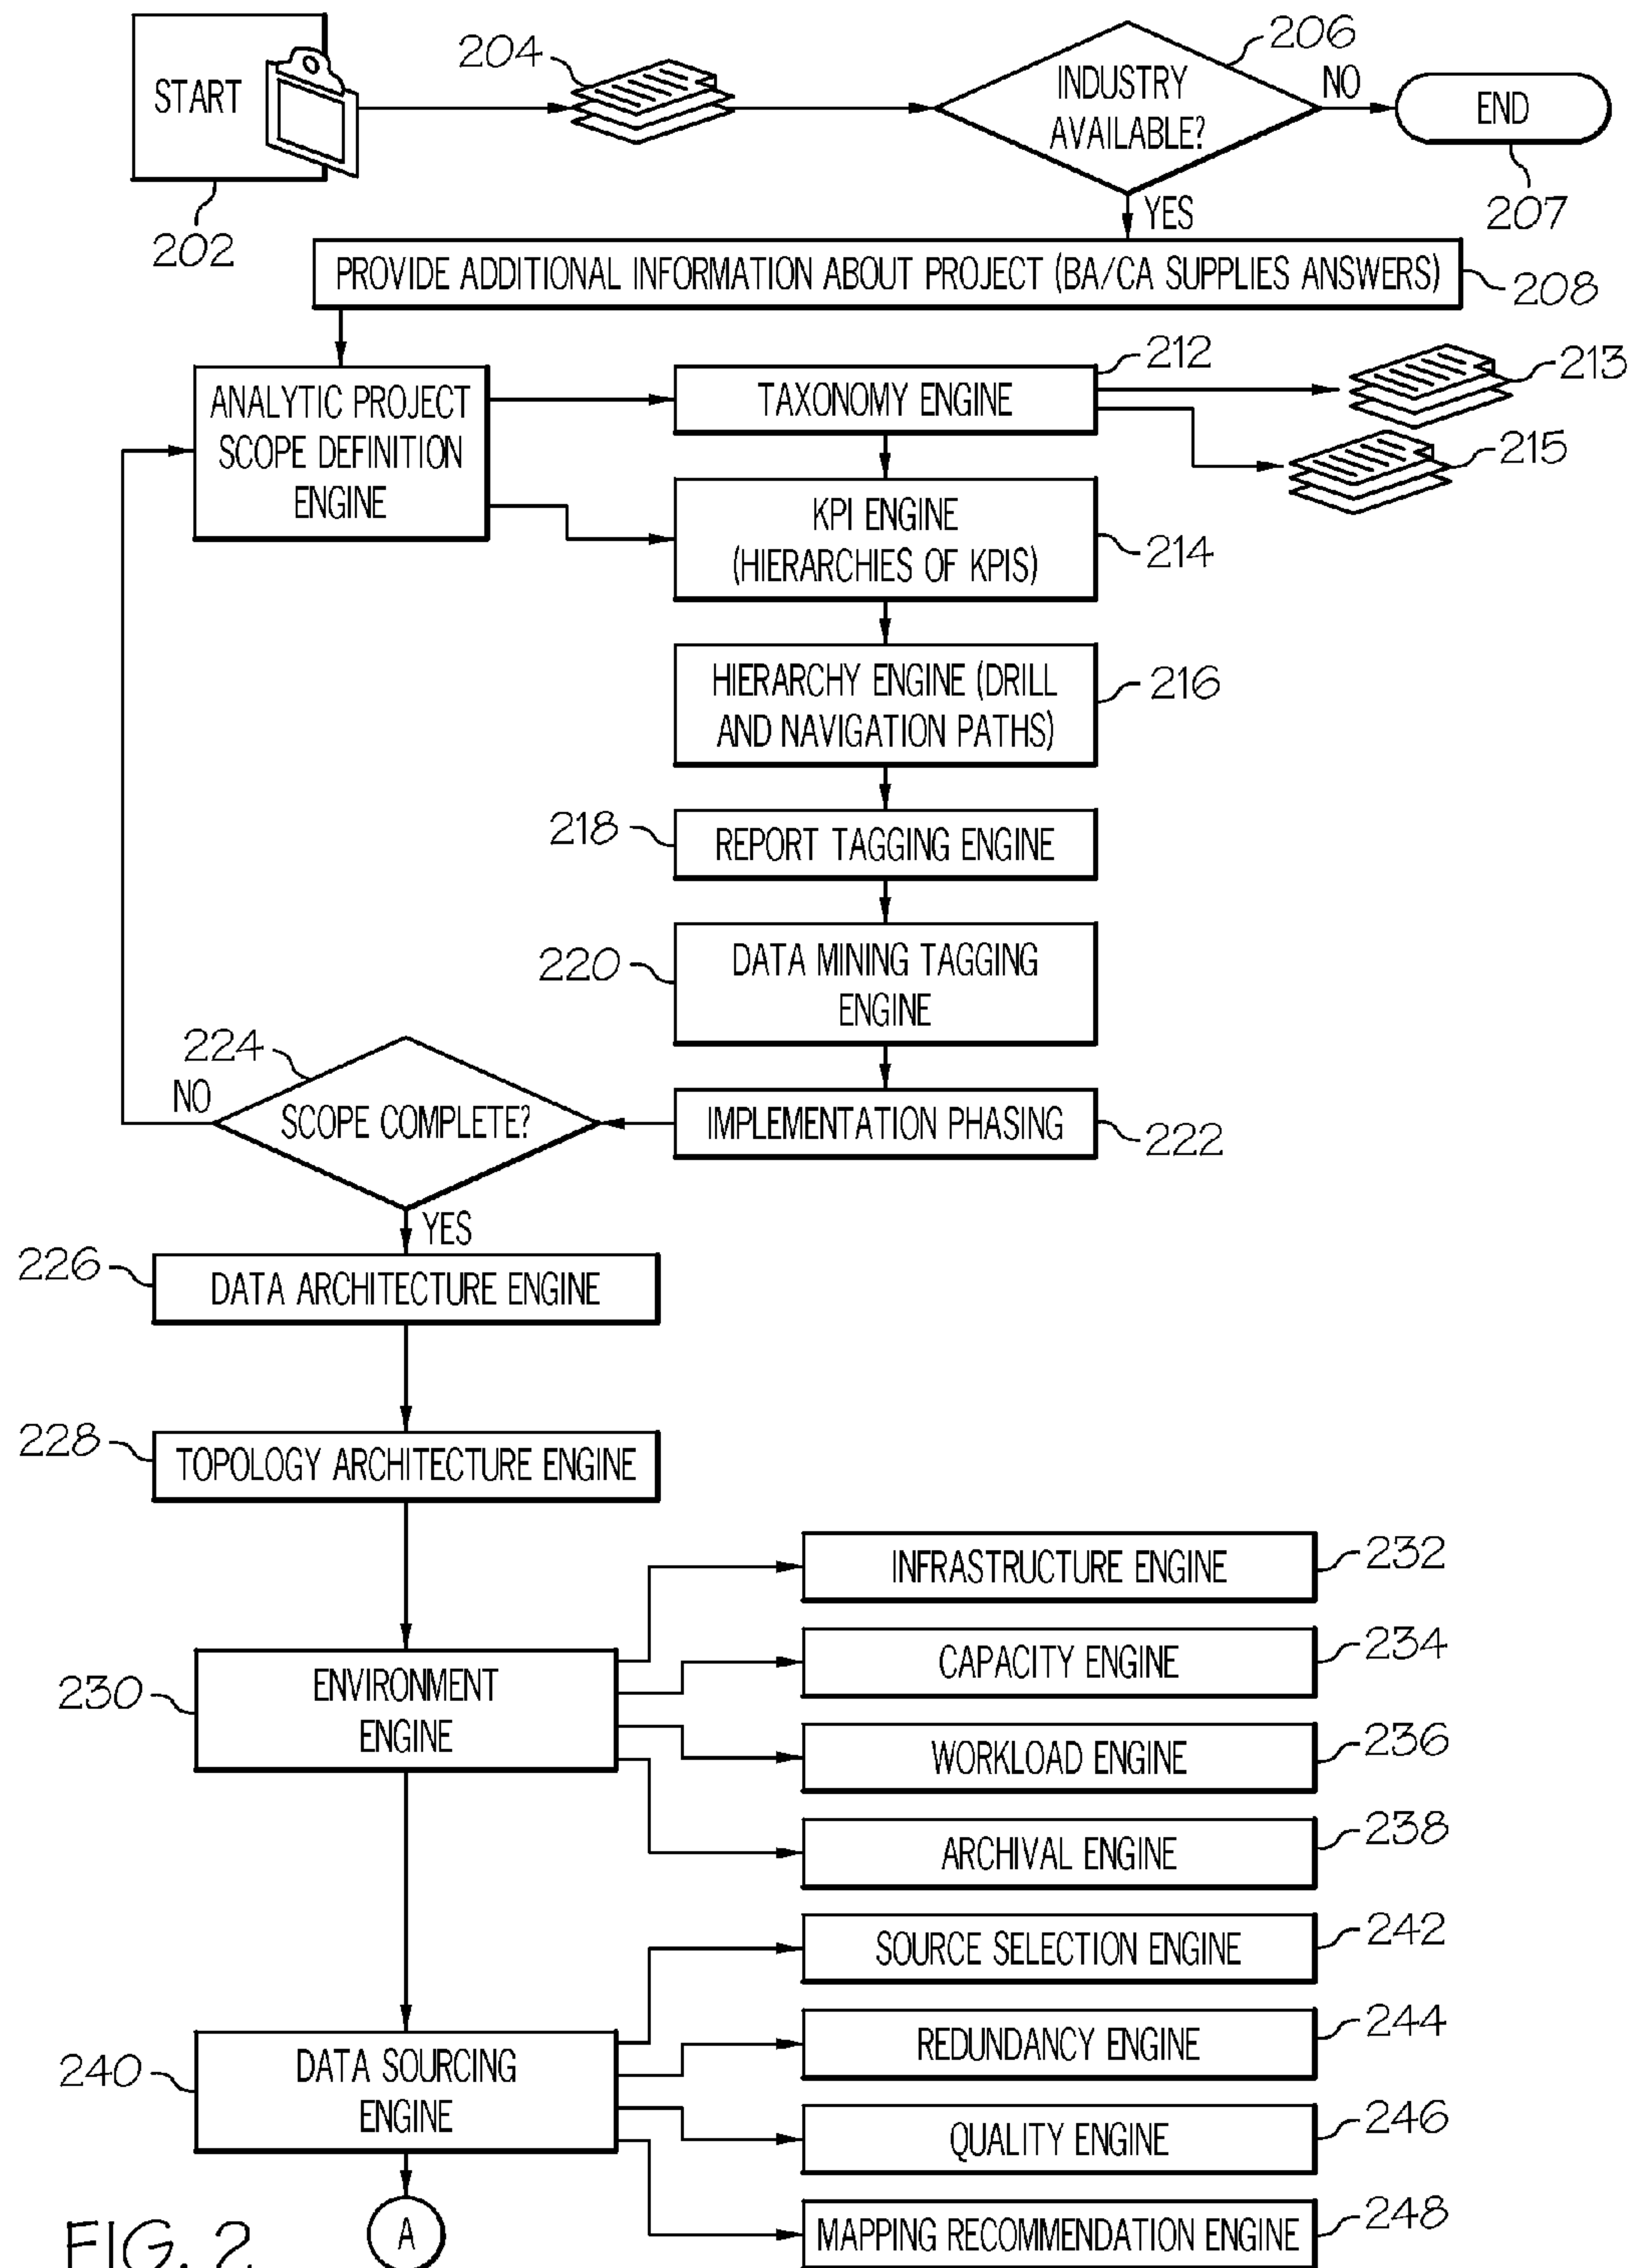 START
202
204
INDUSTRY
AVAILABLE?
206
NO
END
207
YES
PROVIDE ADDITIONAL INFORMATION ABOUT PROJECT (BA/CA SUPPLIES ANSWERS)
208
ANALYTIC PROJECT
SCOPE DEFINITION
ENGINE
TAXONOMY ENGINE
212
213
215
KPI ENGINE
(HIERARCHIES OF KPIS)
214
HIERARCHY ENGINE (DRILL
AND NAVIGATION PATHS)
216
218
REPORT TAGGING ENGINE
220
DATA MINING TAGGING
ENGINE
224
NO
SCOPE COMPLETE?
IMPLEMENTATION PHASING
222
YES
226
DATA ARCHITECTURE ENGINE
228
TOPOLOGY ARCHITECTURE ENGINE
230
ENVIRONMENT
ENGINE
INFRASTRUCTURE ENGINE
232
CAPACITY ENGINE
234
WORKLOAD ENGINE
236
ARCHIVAL ENGINE
238
240
DATA SOURCING
ENGINE
SOURCE SELECTION ENGINE
242
REDUNDANCY ENGINE
244
QUALITY ENGINE
246
MAPPING RECOMMENDATION ENGINE
248
A
FIG. 2